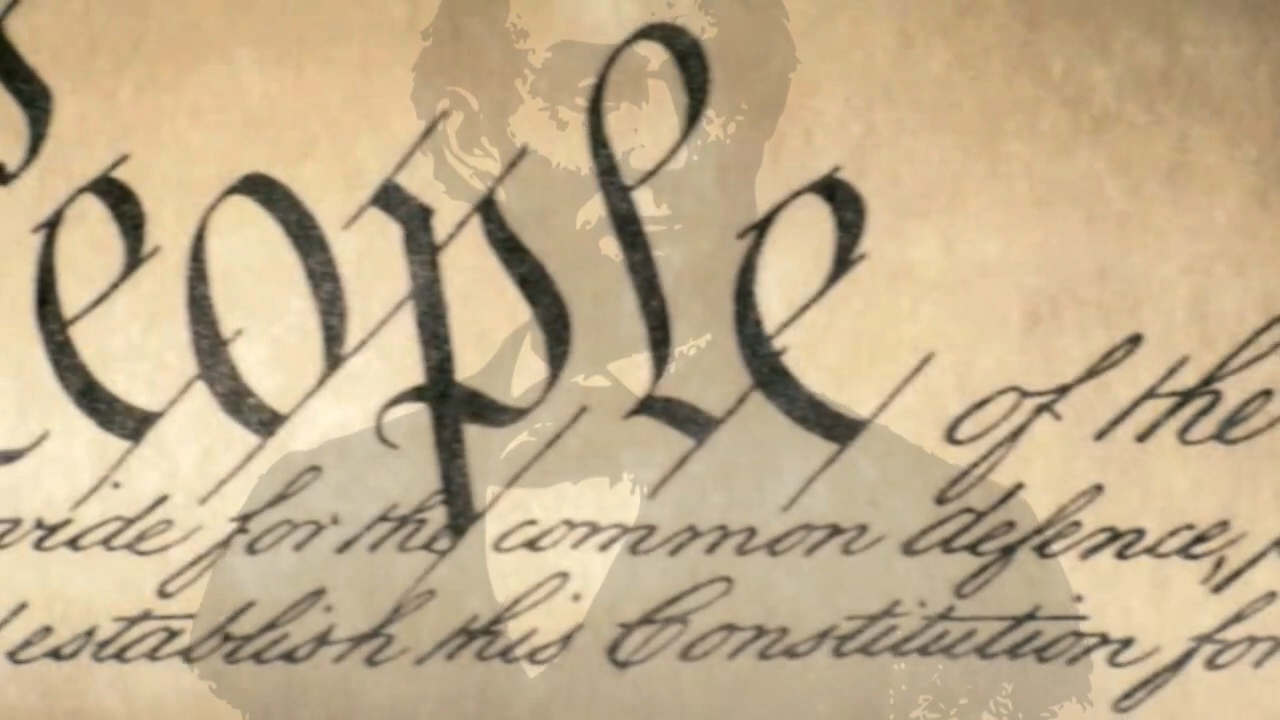 eople of the
vide for the common defence,
establish this Constitution for